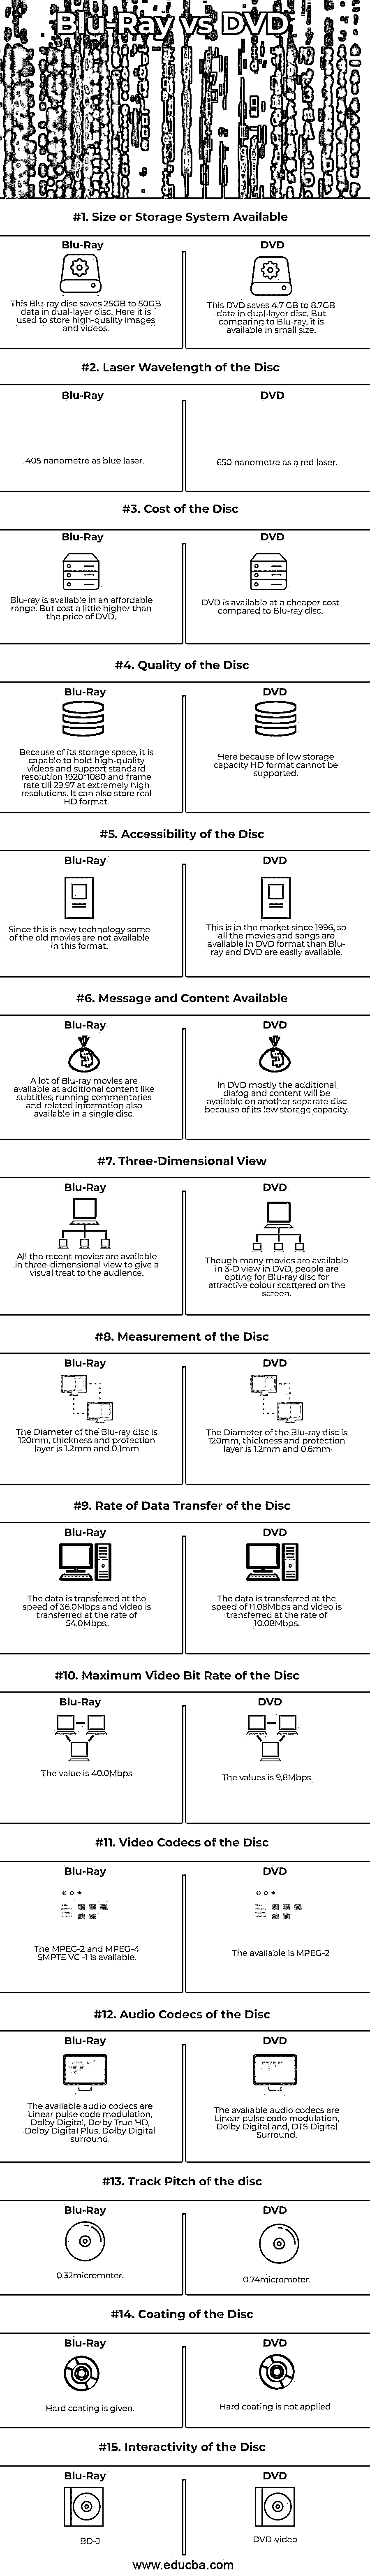 Blu-Ray vs DVD
#1. Size or Storage System Available
Blu-Ray
This Blu-ray disc saves 25GB to 50GB
data in dual-layer disc. Here it is
used to store high-quality images
and videos.
DVD
This DVD saves 4.7 GB to 8.7GB
data in dual-layer disc. But
comparing to Blu-ray, it is
available in small size.
#2. Laser Wavelength of the Disc
Blu-Ray
405 nanometre as blue laser.
DVD
650 nanometre as a red laser.
#3. Cost of the Disc
Blu-Ray
Blu-ray is available in an affordable
range. But cost a little higher than
the price of DVD.
DVD
DVD is available at a cheaper cost
compared to Blu-ray disc.
#4. Quality of the Disc
Blu-Ray
Because of its storage space, it is
capable to hold high-quality
videos and support standard
resolution 1920*1080 and frame
rate till 29.97 at extremely high
resolutions. It can also store real
HD format.
DVD
Here because of low storage
capacity HD format cannot be
supported.
#5. Accessibility of the Disc
Blu-Ray
Since this is new technology some
of the old movies are not available
in this format.
DVD
This is in the market since 1996, so
all the movies and songs are
available in DVD format than Blu-
ray and DVD are easily available.
#6. Message and Content Available
Blu-Ray
A lot of Blu-ray movies are
available at additional content like
subtitles, running commentaries
and related information also
available in a single disc.
DVD
In DVD mostly the additional
dialog and content will be
available on another separate disc
because of its low storage capacity.
#7. Three-Dimensional View
Blu-Ray
All the recent movies are available
in three-dimensional view to give a
visual treat to the audience.
DVD
Though many movies are available
in 3-D view in DVD, people are
opting for Blu-ray disc for
attractive colour scattered on the
screen.
#8. Measurement of the Disc
Blu-Ray
The Diameter of the Blu-ray disc is
120mm, thickness and protection
layer is 1.2mm and 0.1mm
DVD
The Diameter of the Blu-ray disc is
120mm, thickness and protection
layer is 1.2mm and 0.6mm
#9. Rate of Data Transfer of the Disc
Blu-Ray
The data is transferred at the
speed of 36.0Mbps and video is
transferred at the rate of
54.0Mbps.
DVD
The data is transferred at the
speed of 11.08Mbps and video is
transferred at the rate of
10.08Mbps.
#10. Maximum Video Bit Rate of the Disc
Blu-Ray
The value is 40.0Mbps
DVD
The values is 9.8Mbps
#11. Video Codecs of the Disc
Blu-Ray
The MPEG-2 and MPEG-4
SMPTE VC -1 is available.
DVD
The available is MPEG-2
#12. Audio Codecs of the Disc
Blu-Ray
The available audio codecs are
Linear pulse code modulation,
Dolby Digital, Dolby True HD,
Dolby Digital Plus, Dolby Digital
surround.
DVD
The available audio codecs are
Linear pulse code modulation,
Dolby Digital and, DTS Digital
Surround.
#13. Track Pitch of the disc
Blu-Ray
0.32micrometer.
DVD
0.74micrometer.
#14. Coating of the Disc
Blu-Ray
Hard coating is given.
DVD
Hard coating is not applied
#15. Interactivity of the Disc
Blu-Ray
BD-J
DVD
DVD-video
www.educba.com